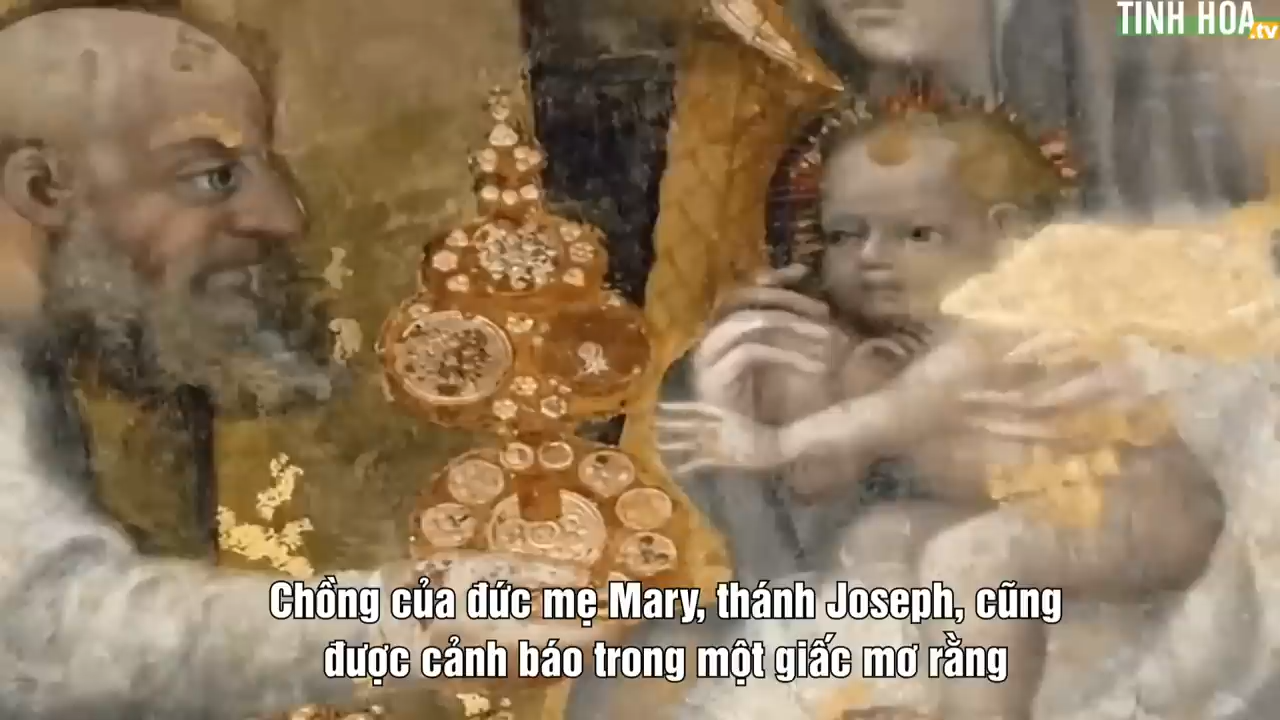 TINH HOA
.tv
Chồng của đức mẹ Mary, thánh Joseph, cũng
được cảnh báo trong một giấc mơ rằng